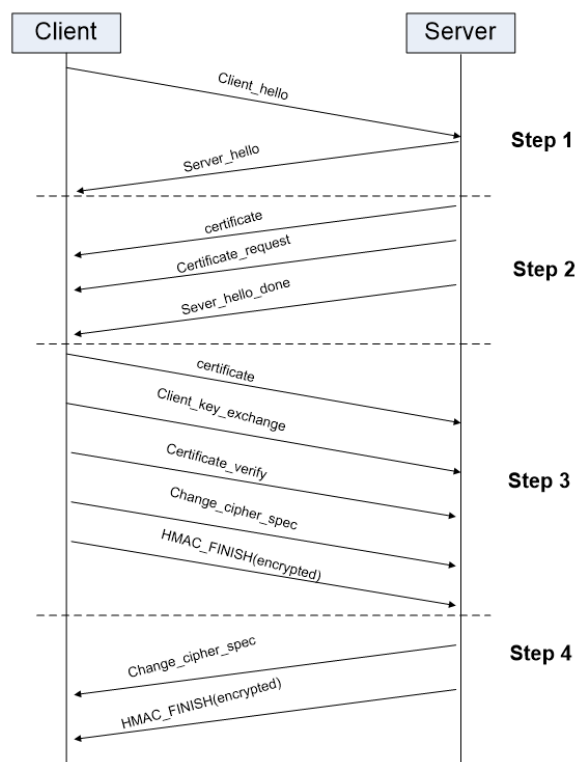 Client
Server
Client_hello
Step 1
Server_hello
certificate
Certificate_request
Step 2
Sever_hello_done
certificate
Client_key_exchange
Certificate_verify
Step 3
Change_cipher_spec
HMAC_FINISH(encrypted)
Step 4
Change_cipher_spec
HMAC_FINISH(encrypted)